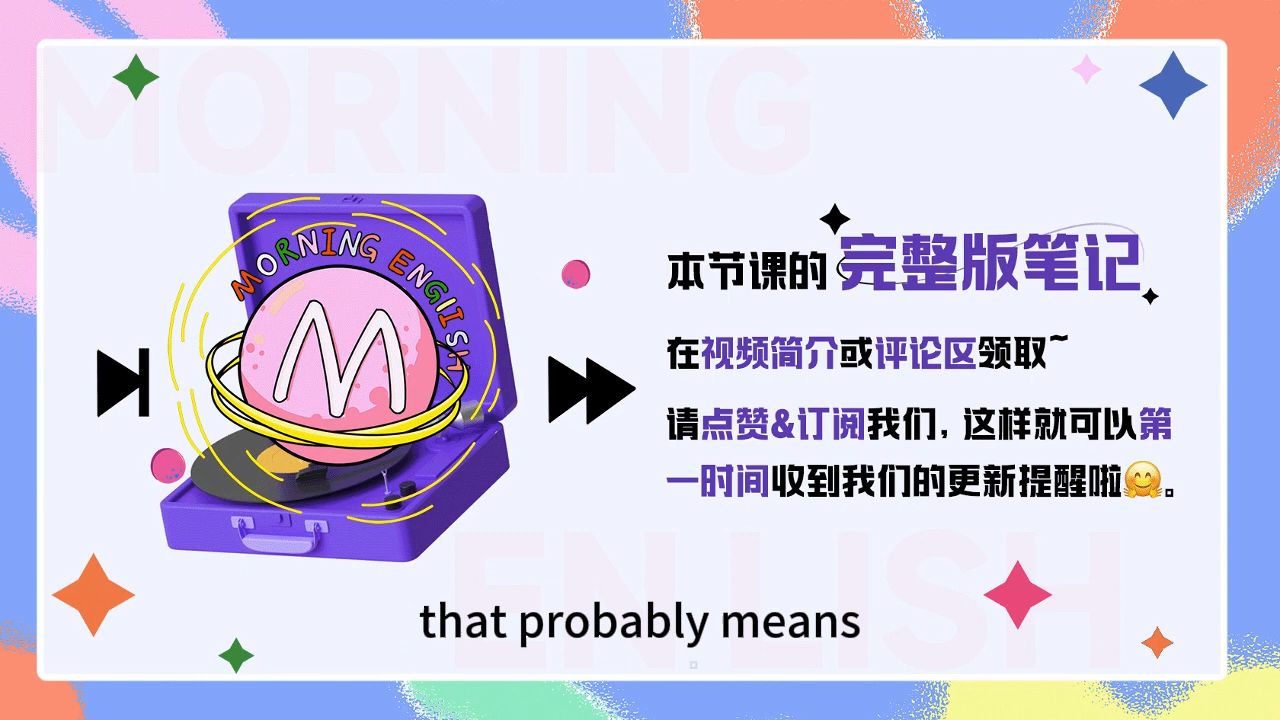 MORNING
MORNING ENGlISH
M
本节课的 完整版笔记
在视频简介或评论区领取~
请点赞&订阅我们, 这样就可以第
一时间收到我们的更新提醒啦🤗。
EN LISH
that probably means